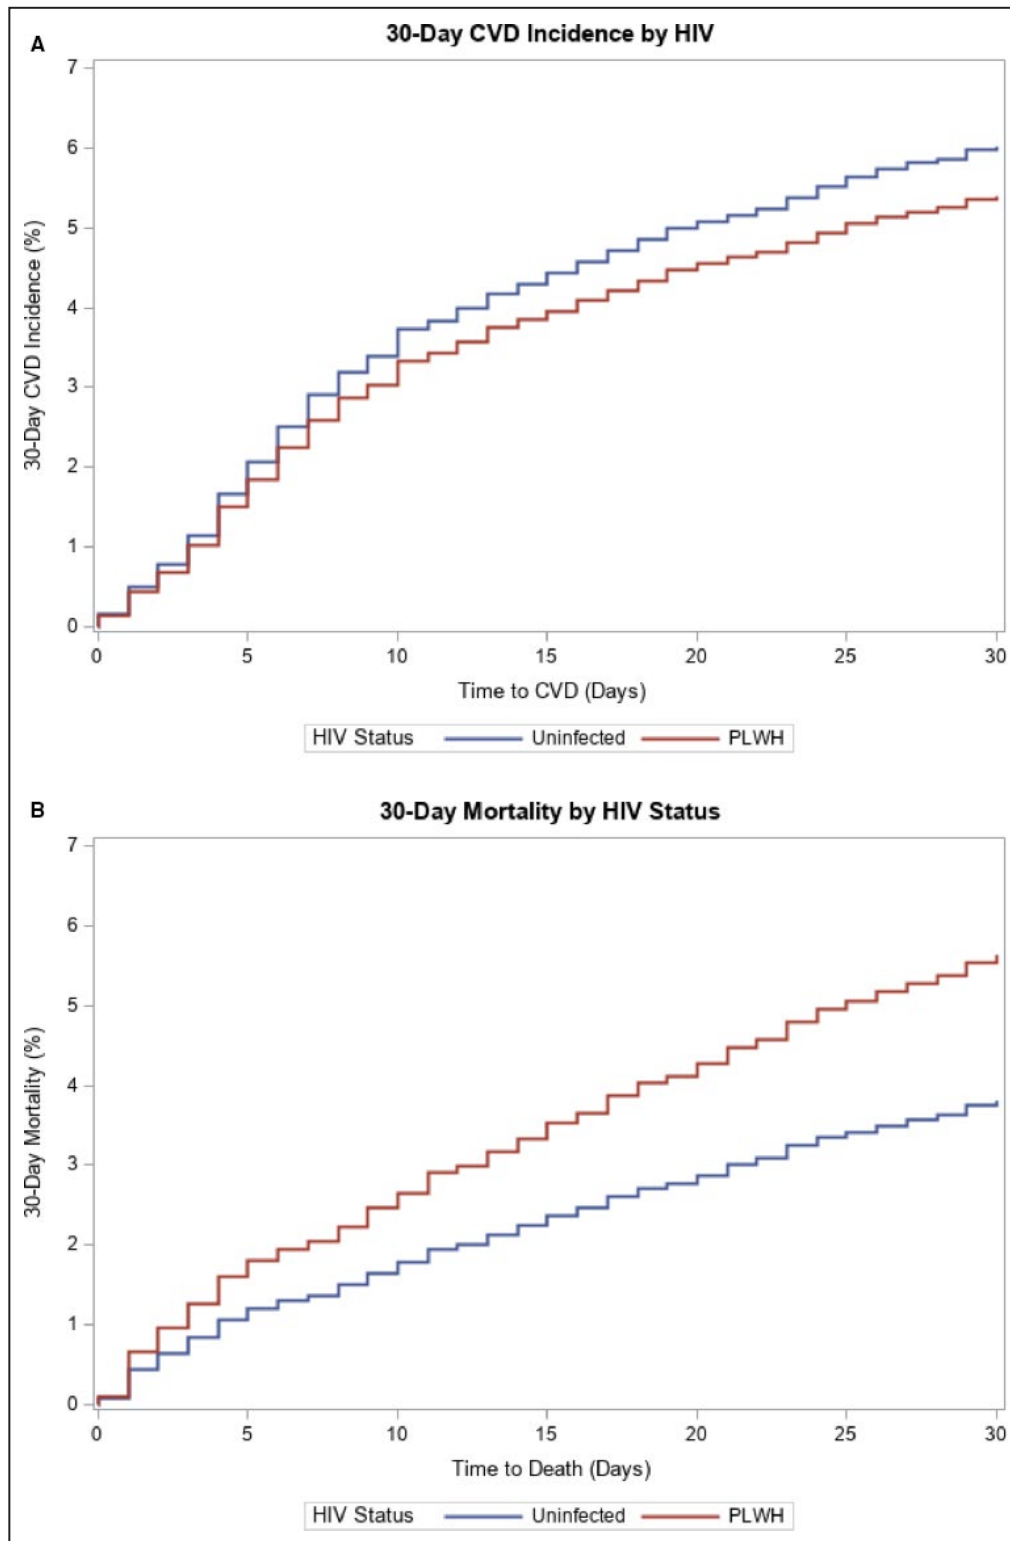 A
30-Day CVD Incidence by HIV
7
6
5
4
3
2
1
0
30-Day CVD Incidence (%)
0 5 10 15 20 25 30
Time to CVD (Days)
HIV Status Uninfected PLWH
B
30-Day Mortality by HIV Status
7
6
5
4
3
2
1
0
30-Day Mortality (%)
0 5 10 15 20 25 30
Time to Death (Days)
HIV Status Uninfected PLWH